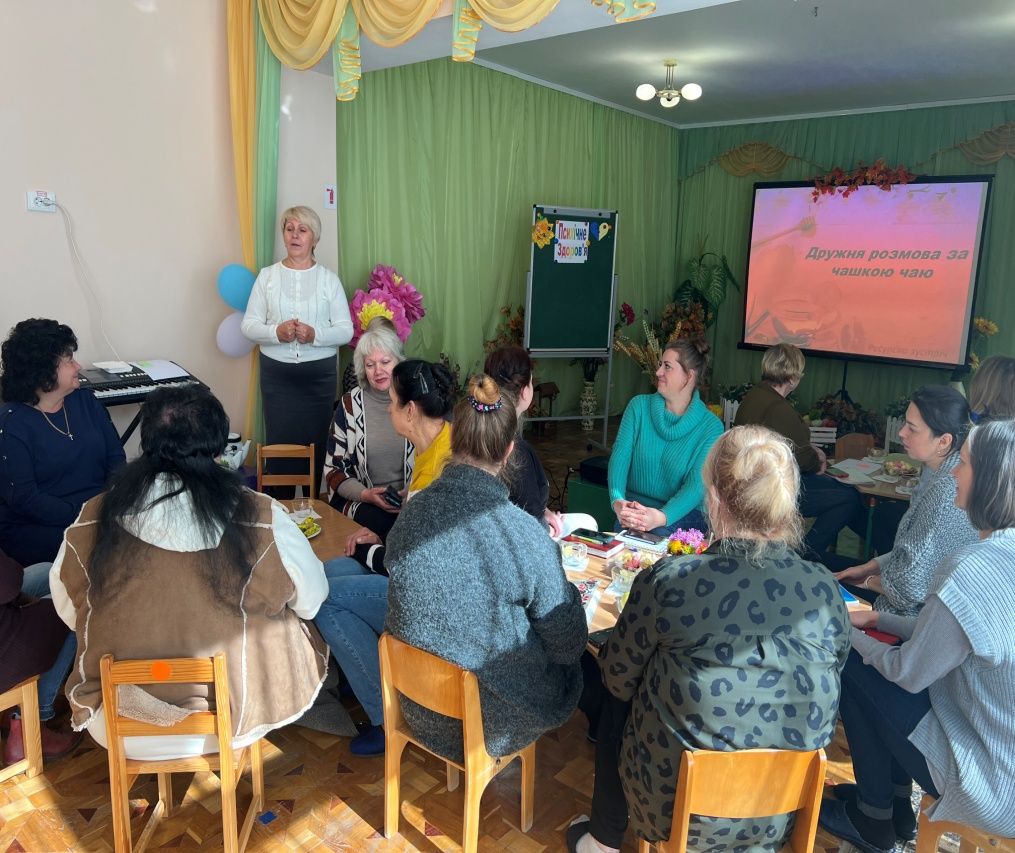 Психічне
Здоров'я
Дружня розмова за
чашкою чаю